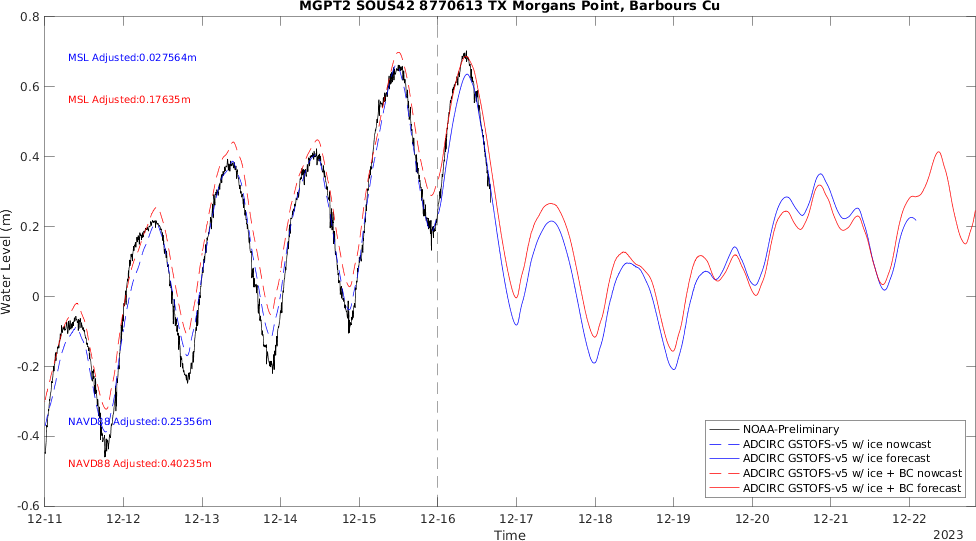 MGPT2 SOUS42 8770613 TX Morgans Point, Barbours Cu
MSL Adjusted:0.027564m
MSL Adjusted:0.17635m
NAVD88 Adjusted:0.25356m
NAVD88 Adjusted:0.40235m
Water Level (m)
0.8
0.6
0.4
0.2
0
-0.2
-0.4
-0.6
NOAA-Preliminary
ADCIRC GSTOFS-v5 w/ ice nowcast
ADCIRC GSTOFS-v5 w/ ice forecast
ADCIRC GSTOFS-v5 w/ ice + BC nowcast
ADCIRC GSTOFS-v5 w/ ice + BC forecast
12-11 12-12 12-13 12-14 12-15 12-16 12-17 12-18 12-19 12-20 12-21 12-22
Time
2023